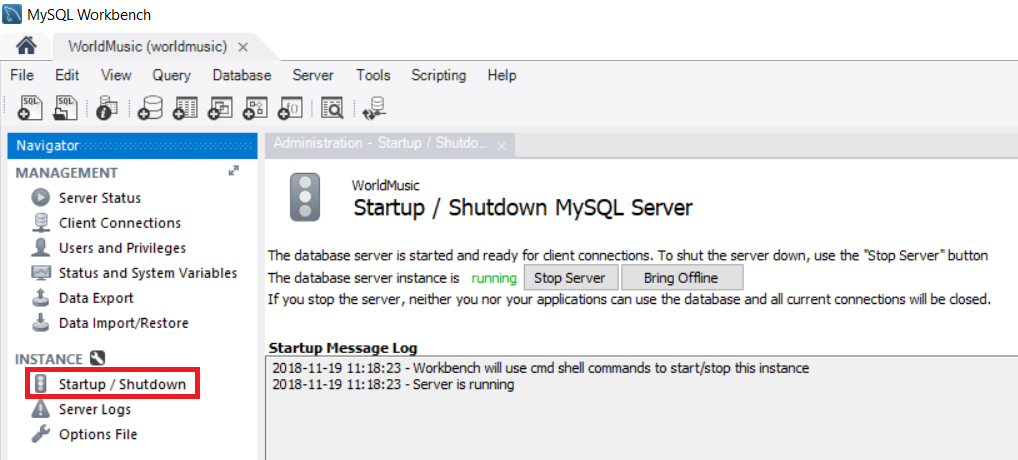 MySQL Workbench
WorldMusic (worldmusic)
File Edit View Query Database Server Tools Scripting Help
SQL SQL
Navigator
MANAGEMENT
Server Status
Client Connections
Users and Privileges
Status and System Variables
Data Export
Data Import/Restore
INSTANCE
Startup / Shutdown
Server Logs
Options File
Administration - Startup / Shutdo...
WorldMusic
Startup / Shutdown MySQL Server
The database server is started and ready for client connections. To shut the server down, use the "Stop Server" button
The database server instance is running Stop Server Bring Offline
If you stop the server, neither you nor your applications can use the database and all current connections will be closed.
Startup Message Log
2018-11-19 11:18:23 - Workbench will use cmd shell commands to start/stop this instance
2018-11-19 11:18:23 - Server is running